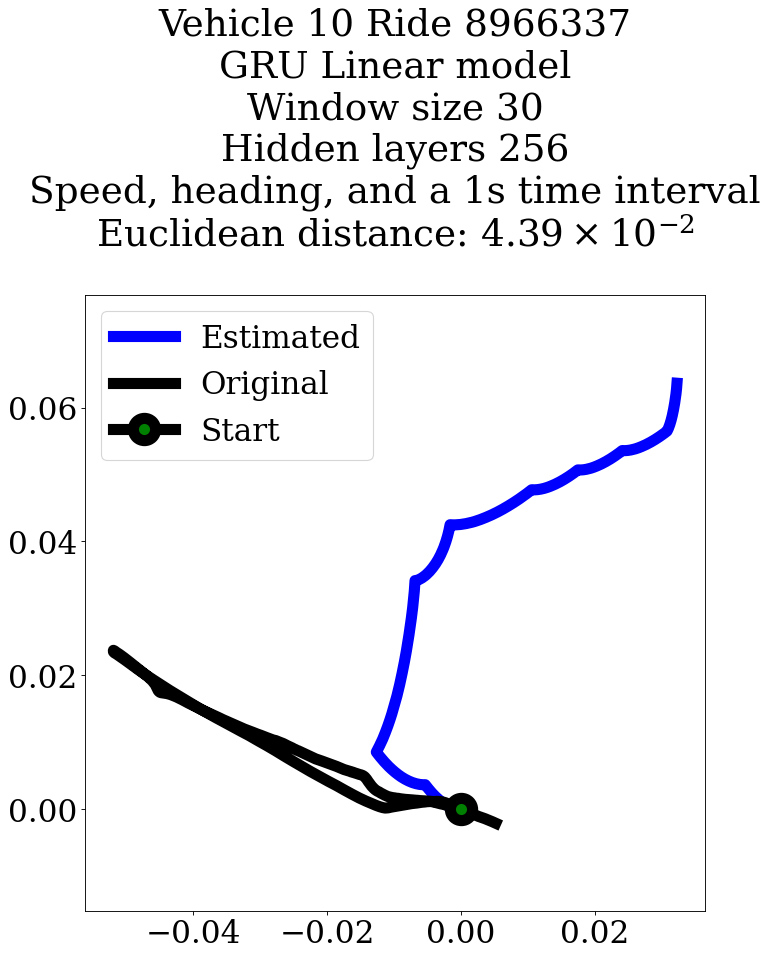 Vehicle 10 Ride 8966337
GRU Linear model
Window size 30
Hidden layers 256
Speed, heading, and a 1s time interval
Euclidean distance: 4.39 × 10⁻²
Estimated
Original
Start
0.06
0.04
0.02
0.00
−0.04 −0.02 0.00 0.02